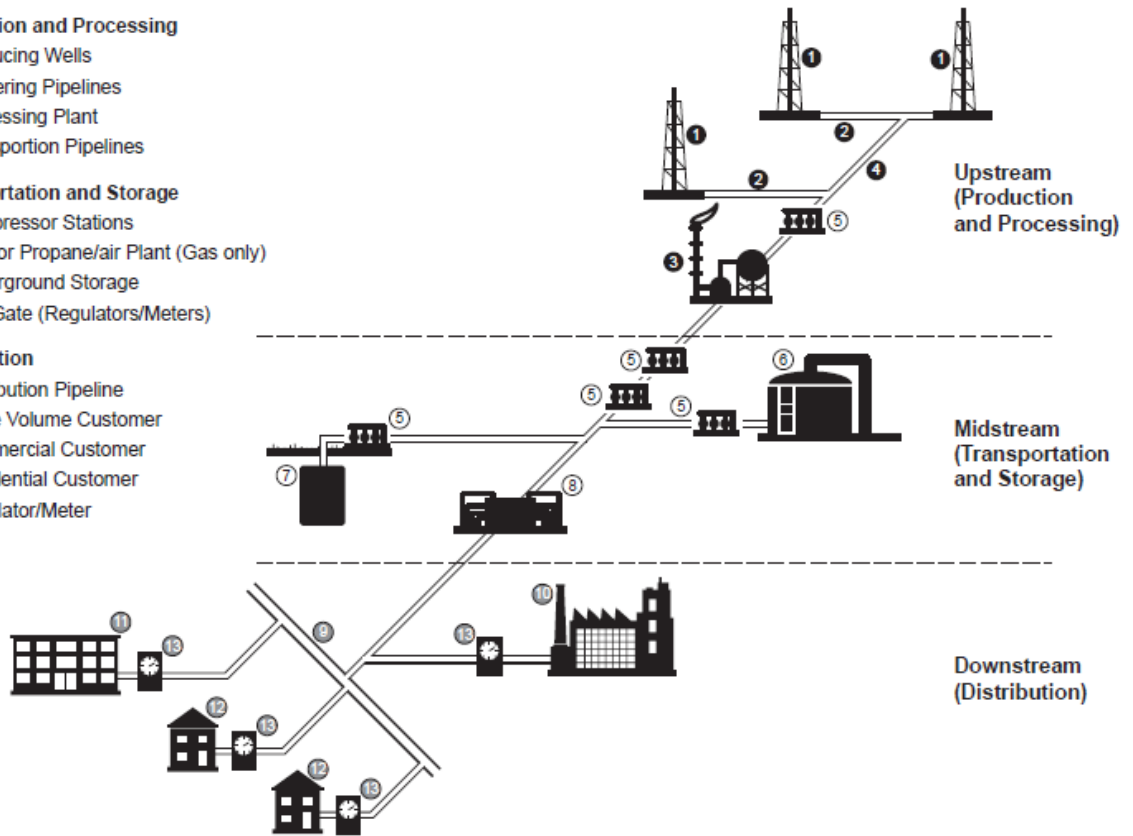 ion and Processing
ucing Wells
ering Pipelines
essing Plant
portion Pipelines
rtation and Storage
pressor Stations
or Propane/air Plant (Gas only)
rground Storage
Gate (Regulators/Meters)
tion
bution Pipeline
e Volume Customer
mercial Customer
dential Customer
lator/Meter
1
1
1
2
2
4
5
3
Upstream
(Production
and Processing)
5
5
5
6
5
7
8
Midstream
(Transportation
and Storage)
9
10
11
13
13
12
13
12
13
Downstream
(Distribution)